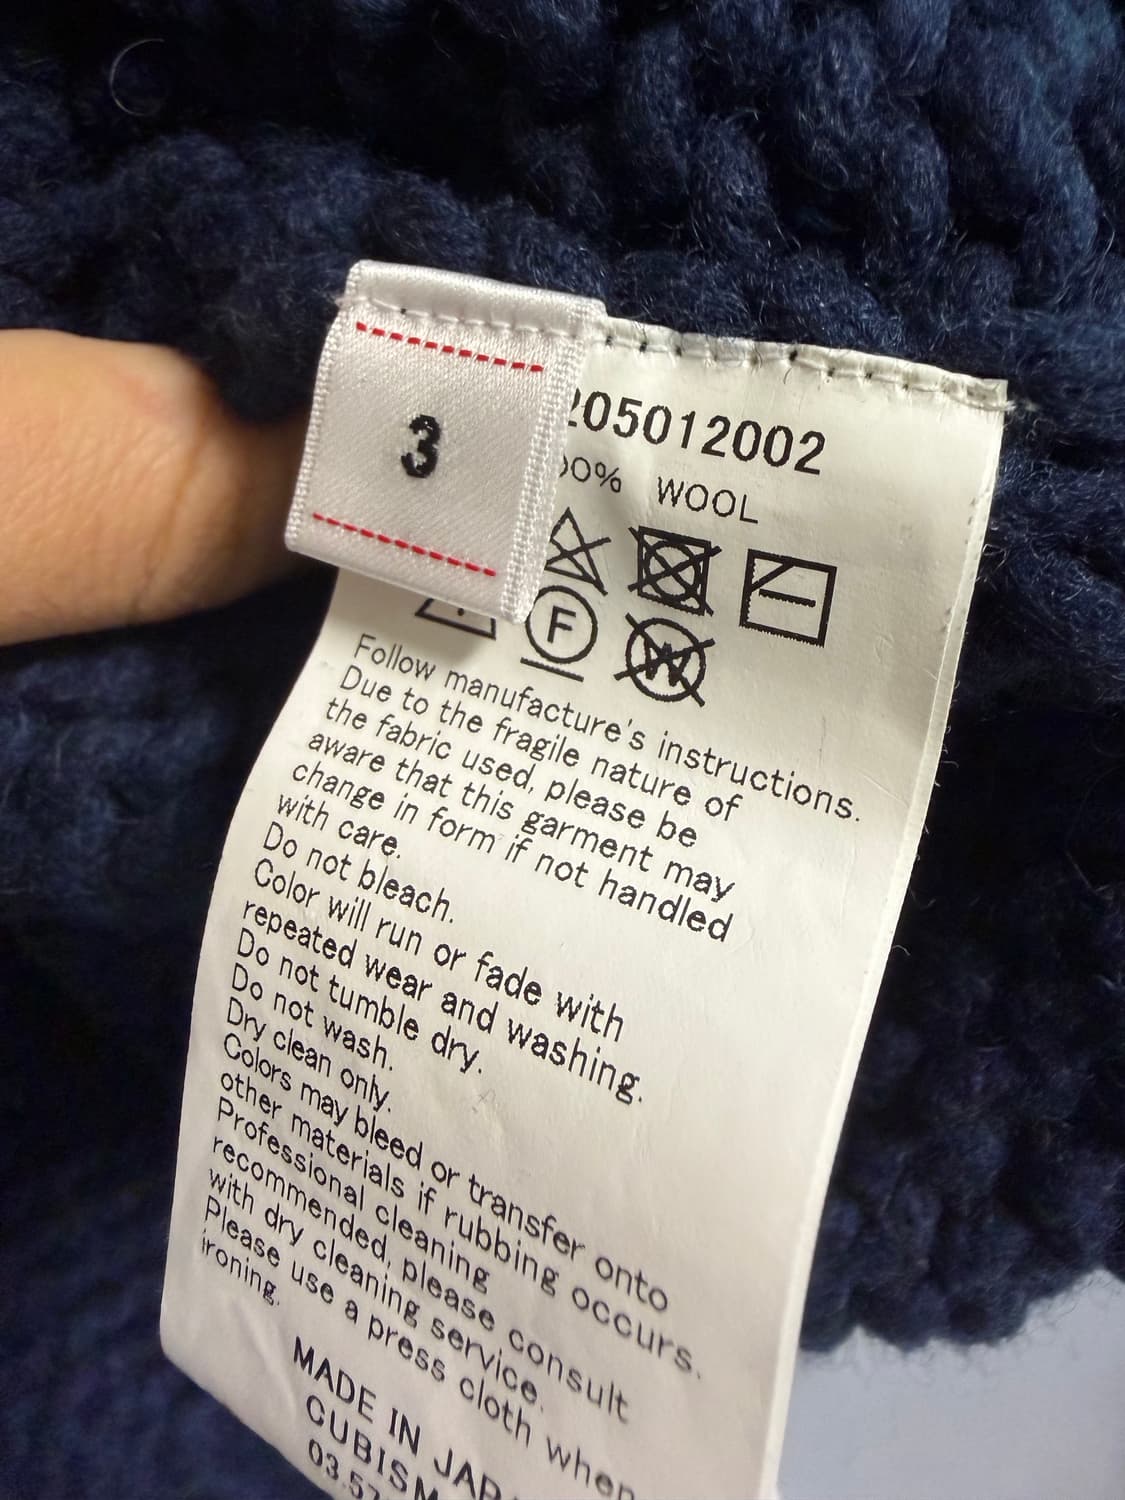 3
205012002
00% WOOL
F
W
Follow manufacture's instructions.
Due to the fragile nature of
the fabric used, please be
aware that this garment may
change in form if not handled
with care.
Do not bleach.
Color will run or fade with
repeated wear and washing.
Do not tumble dry.
Do not wash.
Dry clean only.
Colors may bleed or transfer onto
other materials if rubbing occurs.
Professional cleaning
recommended, please consult
with dry cleaning service.
Please use a press cloth when
ironing.
MADE IN JAPA
CUBISM
03.57